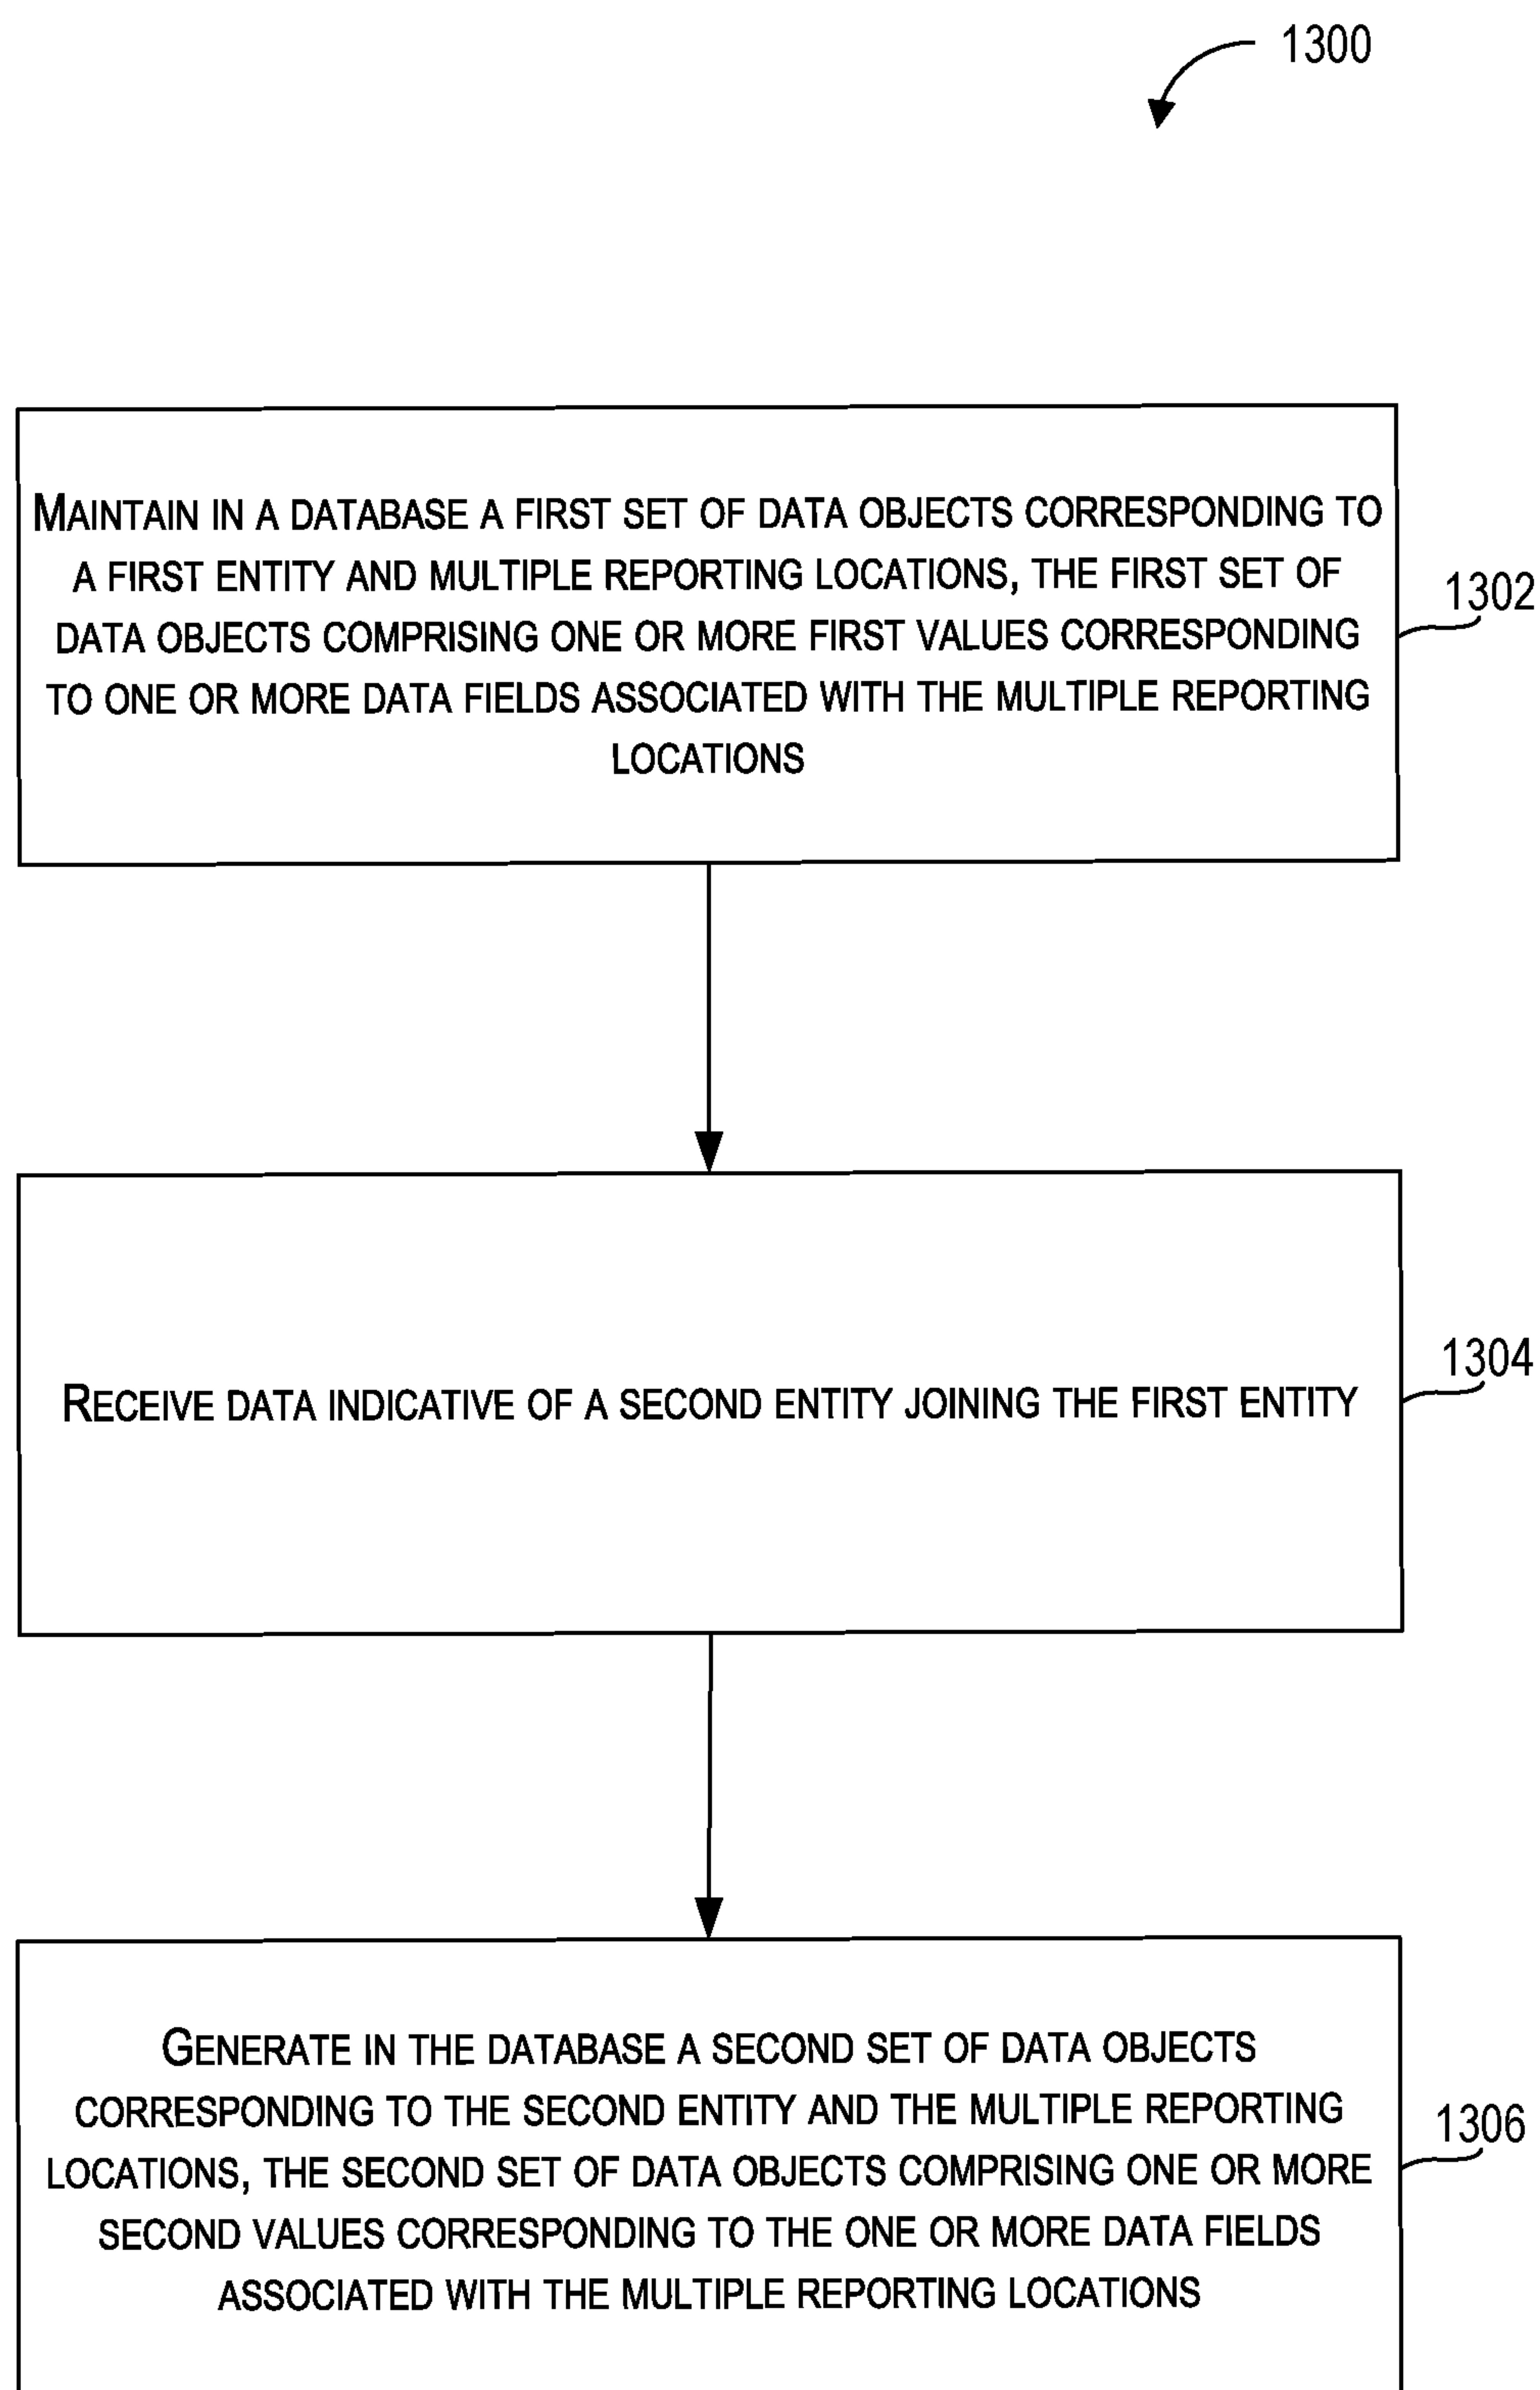 1300
MAINTAIN IN A DATABASE A FIRST SET OF DATA OBJECTS CORRESPONDING TO
A FIRST ENTITY AND MULTIPLE REPORTING LOCATIONS, THE FIRST SET OF
DATA OBJECTS COMPRISING ONE OR MORE FIRST VALUES CORRESPONDING
TO ONE OR MORE DATA FIELDS ASSOCIATED WITH THE MULTIPLE REPORTING
LOCATIONS
1302
RECEIVE DATA INDICATIVE OF A SECOND ENTITY JOINING THE FIRST ENTITY
1304
GENERATE IN THE DATABASE A SECOND SET OF DATA OBJECTS
CORRESPONDING TO THE SECOND ENTITY AND THE MULTIPLE REPORTING
LOCATIONS, THE SECOND SET OF DATA OBJECTS COMPRISING ONE OR MORE
SECOND VALUES CORRESPONDING TO THE ONE OR MORE DATA FIELDS
ASSOCIATED WITH THE MULTIPLE REPORTING LOCATIONS
1306